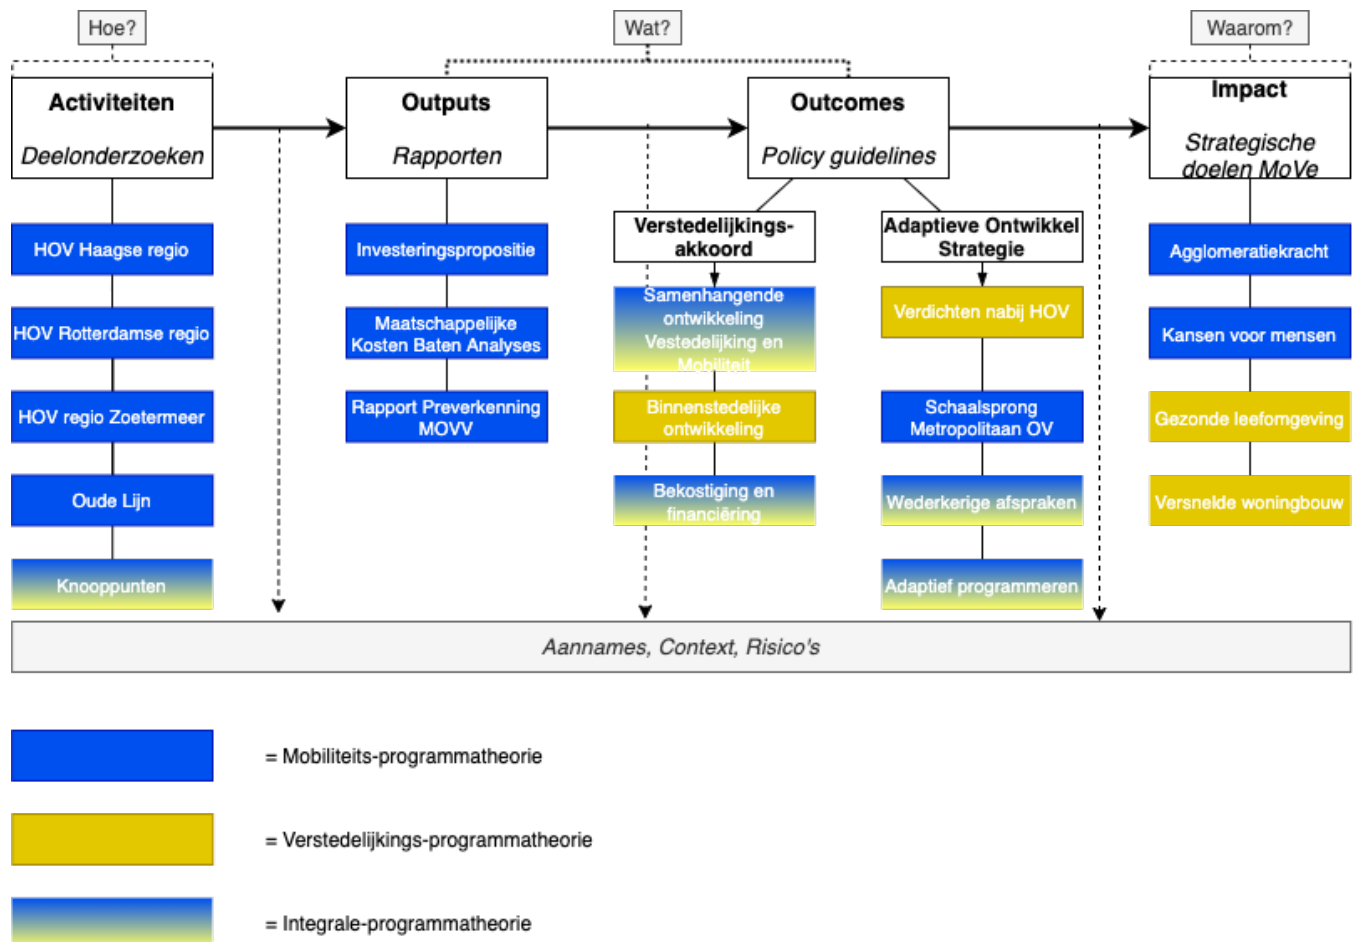 Hoe?
Wat?
Waarom?
Activiteiten
Deelonderzoeken
Outputs
Rapporten
Outcomes
Policy guidelines
Impact
Strategische
doelen MoVe
HOV Haagse regio
HOV Rotterdamse regio
HOV regio Zoetermeer
Oude Lijn
Knooppunten
Investeringspropositie
Maatschappelijke
Kosten Baten Analyses
Rapport Preverkenning
MOVV
Verstedelijkings-
akkoord
Samenhangende
ontwikkeling
Vestedelijking en
Mobiliteit
Binnenstedelijke
ontwikkeling
Bekostiging en
financiëring
Adaptieve Ontwikkel
Strategie
Verdichten nabij HOV
Schaalsprong
Metropolitaan OV
Wederkerige afspraken
Adaptief programmeren
Agglomeratiekracht
Kansen voor mensen
Gezonde leefomgeving
Versnelde woningbouw
Aannames, Context, Risico's
= Mobiliteits-programmatheorie
= Verstedelijkings-programmatheorie
= Integrale-programmatheorie